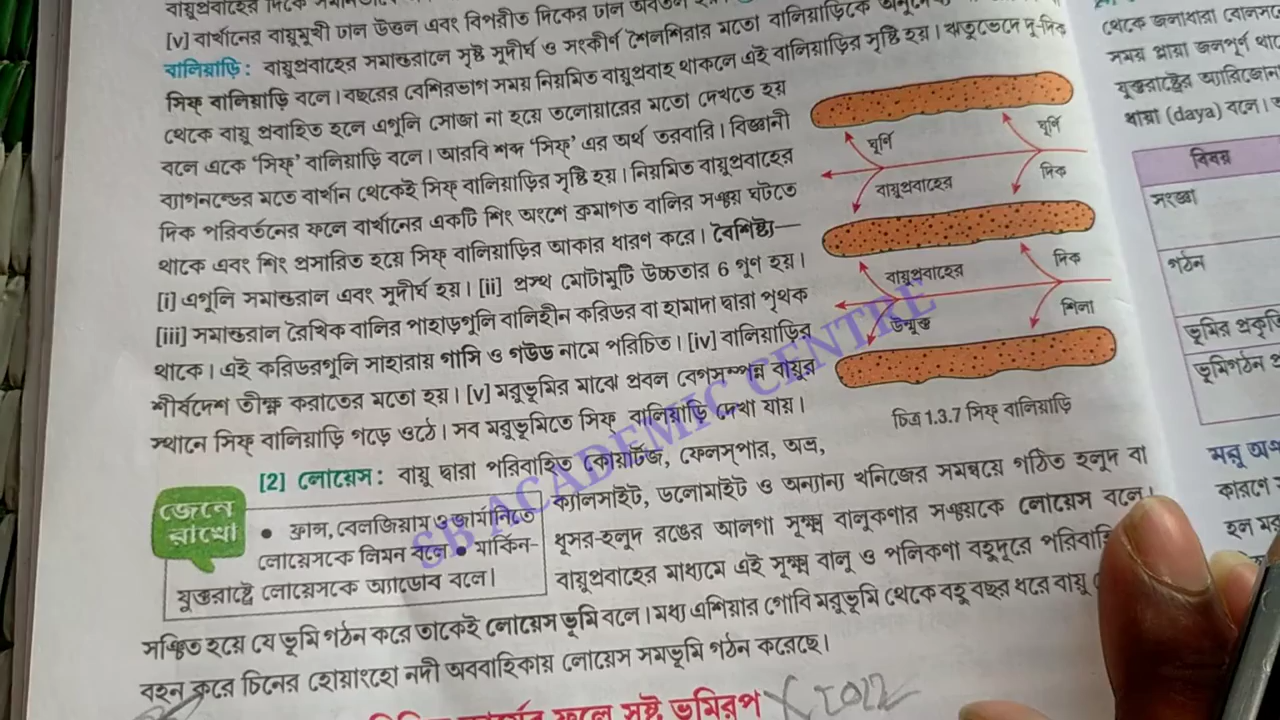 [v] বার্খানের বায়ুমুখী ঢাল উত্তল এবং বিপরীত দিকের ঢাল অবতল
বালিয়াড়ি : বায়ুপ্রবাহের সমান্তরালে সৃষ্ট সুদীর্ঘ ও সংকীর্ণ শৈলশিরার মতো বালিয়াড়িকে
সিফ্ বালিয়াড়ি বলে। বছরের বেশিরভাগ সময় নিয়মিত বায়ুপ্রবাহ থাকলে এই বালিয়াড়ির সৃষ্টি হয়। ঋতুভেদে দু-দিক
থেকে বায়ু প্রবাহিত হলে এগুলি সোজা না হয়ে তলোয়ারের মতো দেখতে হয়
বলে একে 'সিফ্' বালিয়াড়ি বলে। আরবি শব্দ 'সিফ্' এর অর্থ তরবারি। বিজ্ঞানী
ব্যাগনল্ডের মতে বার্খান থেকেই সিফ্ বালিয়াড়ির সৃষ্টি হয়। নিয়মিত বায়ুপ্রবাহের
দিক পরিবর্তনের ফলে বার্খানের একটি শিং অংশে ক্রমাগত বালির সঞ্চয় ঘটতে
থাকে এবং শিং প্রসারিত হয়ে সিফ্ বালিয়াড়ির আকার ধারণ করে। বৈশিষ্ট্য—
[i] এগুলি সমান্তরাল এবং সুদীর্ঘ হয়। [ii] প্রস্থ মোটামুটি উচ্চতার 6 গুণ হয়।
[iii] সমান্তরাল রৈখিক বালির পাহাড়গুলি বালিহীন করিডর বা হামাদা দ্বারা পৃথক
থাকে। এই করিডরগুলি সাহারায় গাসি ও গউড নামে পরিচিত। [iv] বালিয়াড়ির
শীর্ষদেশ তীক্ষ্ণ করাতের মতো হয়। [v] মরুভূমির মাঝে প্রবল বেগসম্পন্ন বায়ুর
স্থানে সিফ্ বালিয়াড়ি গড়ে ওঠে। সব মরুভূমিতে সিফ্ বালিয়াড়ি দেখা যায়।
ঘূর্ণি
ঘূর্ণি
বায়ুপ্রবাহের
দিক
বায়ুপ্রবাহের
দিক
উন্মুক্ত
শিলা
চিত্র 1.3.7 সিফ্ বালিয়াড়ি
[2] লোয়েস : বায়ু দ্বারা পরিবাহিত কোয়ার্টজ, ফেলস্পার, অভ্র,
ক্যালসাইট, ডলোমাইট ও অন্যান্য খনিজের সমন্বয়ে গঠিত হলুদ বা
ধূসর-হলুদ রঙের আলগা সূক্ষ্ম বালুকণার সঞ্চয়কে লোয়েস বলে।
বায়ুপ্রবাহের মাধ্যমে এই সূক্ষ্ম বালু ও পলিকণা বহুদূরে
সঞ্চিত হয়ে যে ভূমি গঠন করে তাকেই লোয়েস ভূমি বলে। মধ্য এশিয়ার গোবি মরুভূমি থেকে বহু বছর ধরে বায়ু
বহন করে চিনের হোয়াংহো নদী অববাহিকায় লোয়েস সমভূমি গঠন করেছে।
জেনে
রাখো
● ফ্রান্স, বেলজিয়াম ও জার্মানিতে
লোয়েসকে লিমন বলে ● মার্কিন-
যুক্তরাষ্ট্রে লোয়েসকে অ্যাডোব বলে।
SB ACADEMIC CENTRE
ফলে সৃষ্ট ভূমিরূপ
2022
সময় প্লায়া জলপূর্ণ
যুক্তরাষ্ট্রের
ধায়া (daya) বলে।
বিষয়
সংজ্ঞা
গঠন
ভূমির
মরু
কারণে
হল